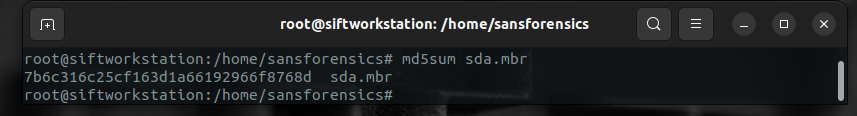 root@siftworkstation: /home/sansforensics
root@siftworkstation:/home/sansforensics# md5sum sda.mbr
7b6c316c25cf163d1a66192966f8768d  sda.mbr
root@siftworkstation:/home/sansforensics#